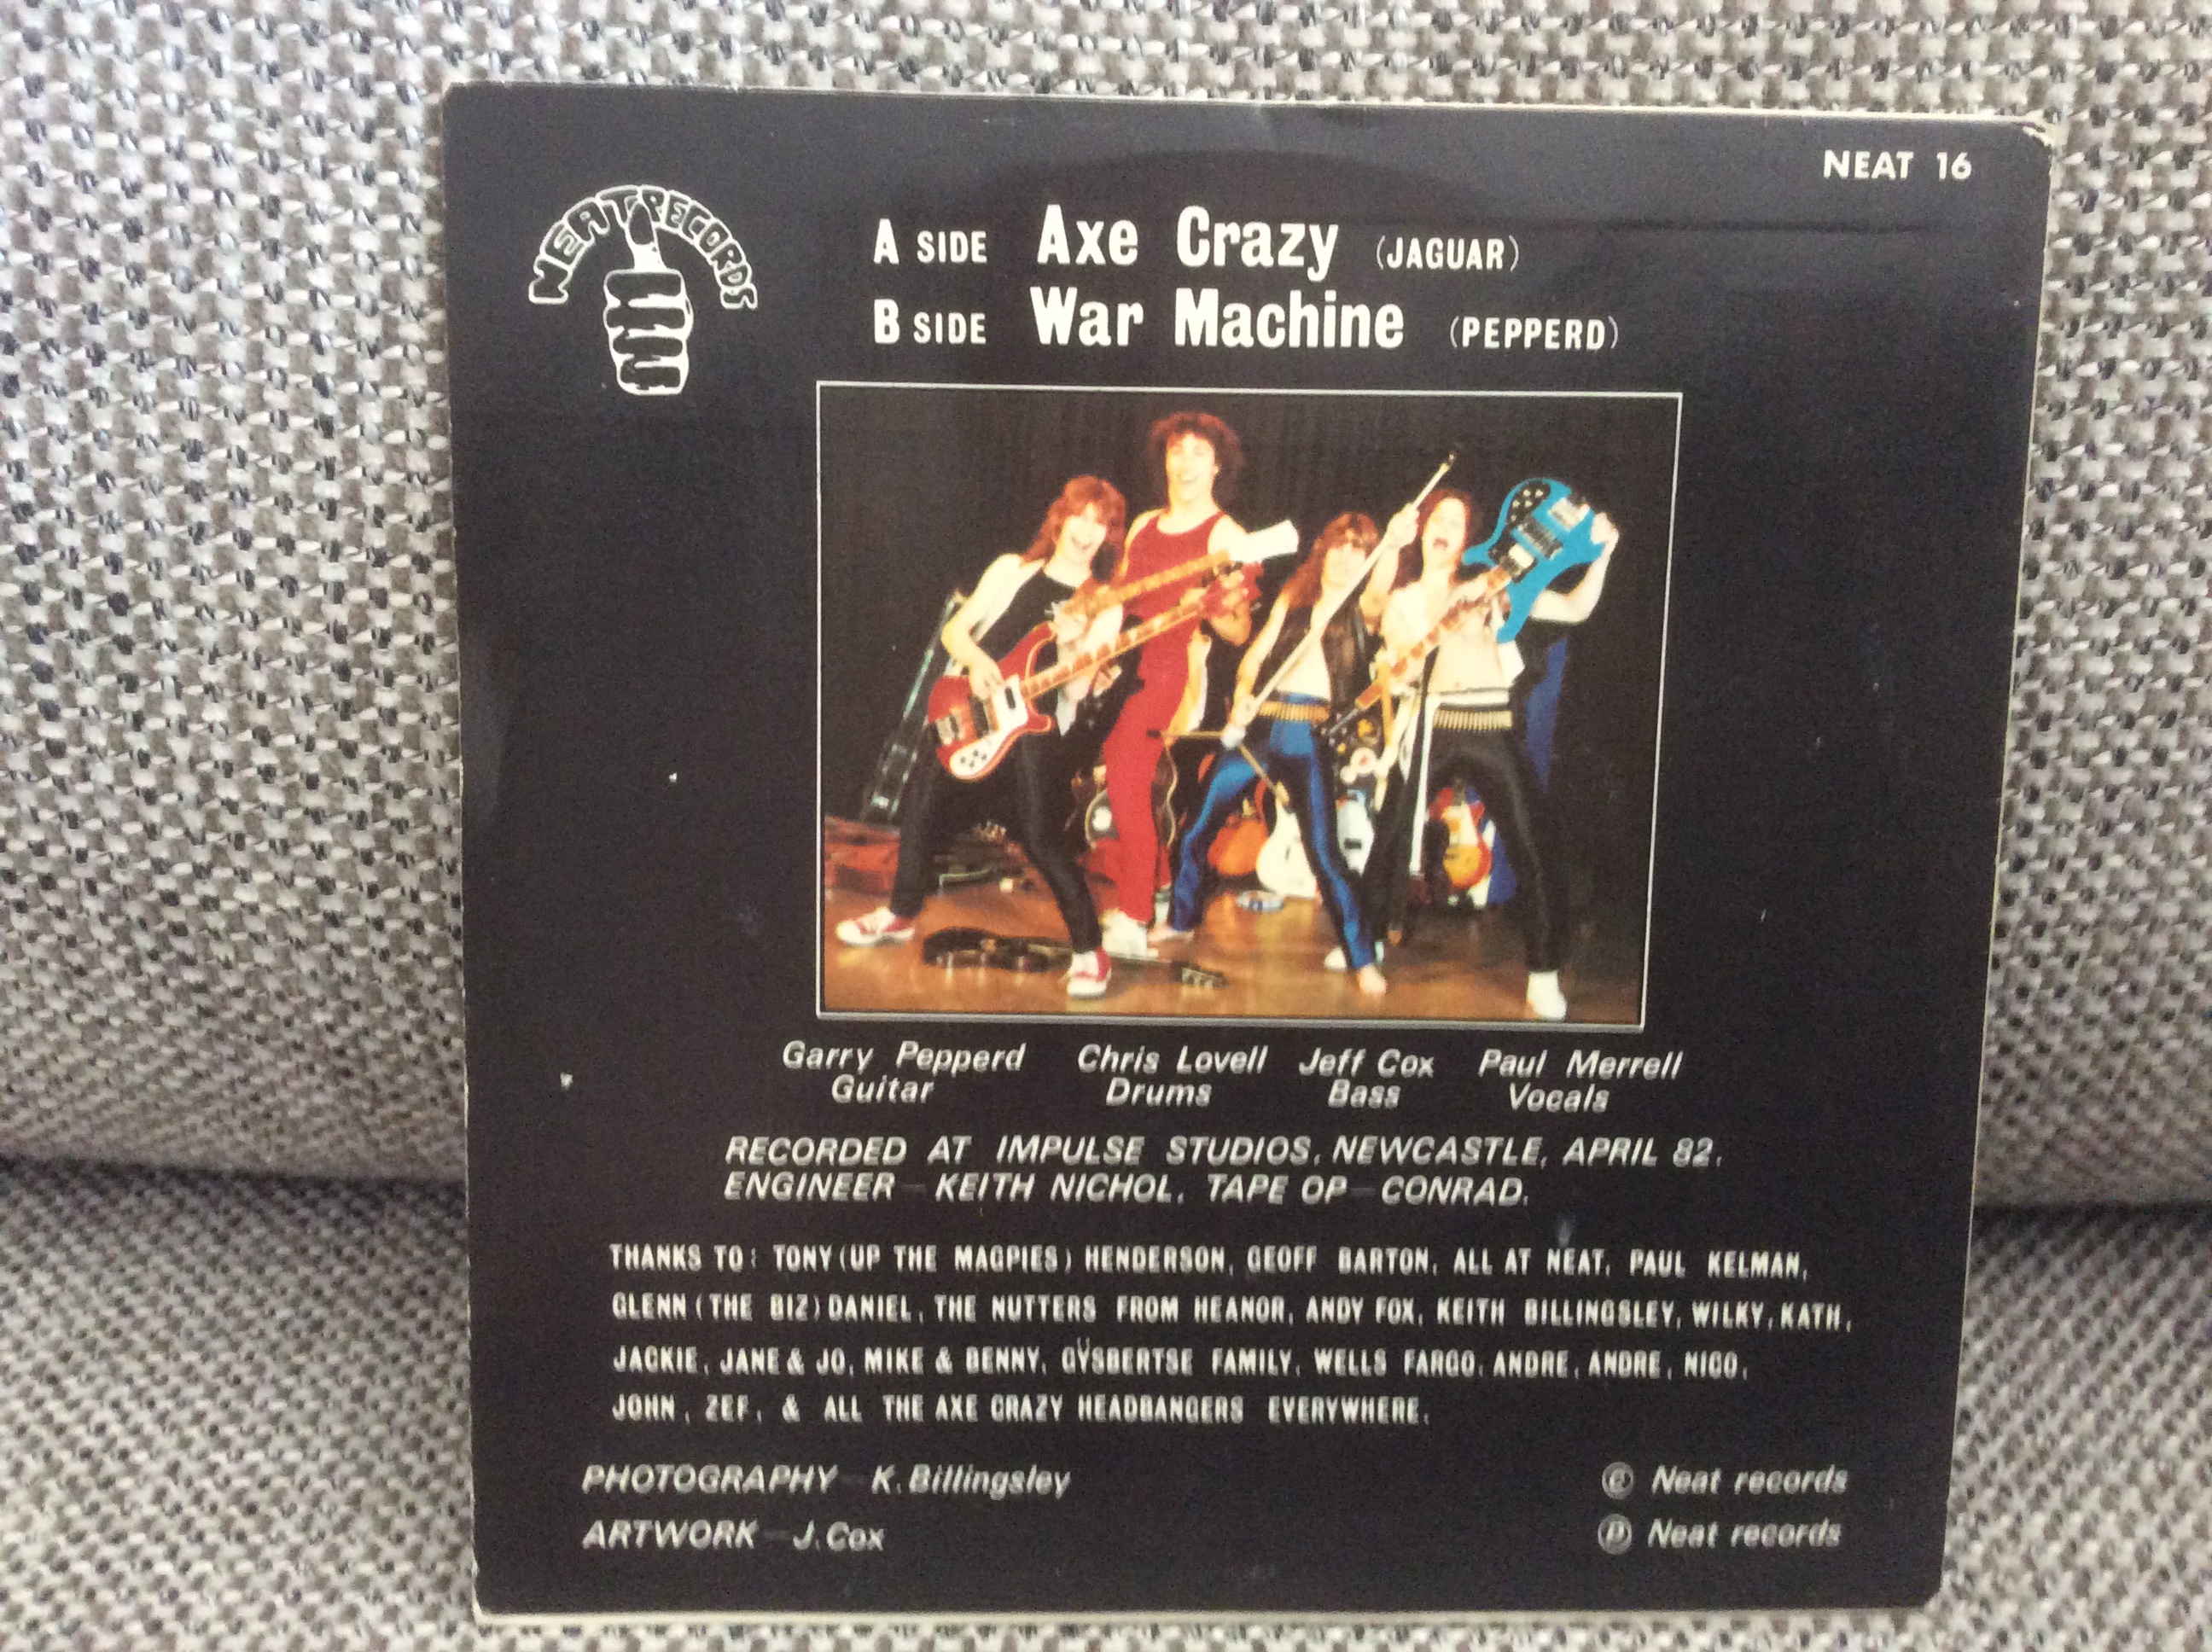 NEAT 16
NEAT RECORDS
A SIDE Axe Crazy (JAGUAR)
B SIDE War Machine (PEPPERD)
Garry Pepperd Chris Lovell Jeff Cox Paul Merrell
Guitar Drums Bass Vocals
RECORDED AT IMPULSE STUDIOS, NEWCASTLE, APRIL 82.
ENGINEER - KEITH NICHOL. TAPE OP - CONRAD.
THANKS TO: TONY (UP THE MAGPIES) HENDERSON, GEOFF BARTON, ALL AT NEAT, PAUL KELMAN,
GLENN (THE BIZ) DANIEL, THE NUTTERS FROM HEANOR, ANDY FOX, KEITH BILLINGSLEY, WILKY, KATH,
JACKIE, JANE & JO, MIKE & BENNY, GŸSBERTSE FAMILY, WELLS FARGO, ANDRE, ANDRE, NICO,
JOHN, ZEF, & ALL THE AXE CRAZY HEADBANGERS EVERYWHERE.
PHOTOGRAPHY - K. Billingsley
© Neat records
ARTWORK - J. Cox
℗ Neat records